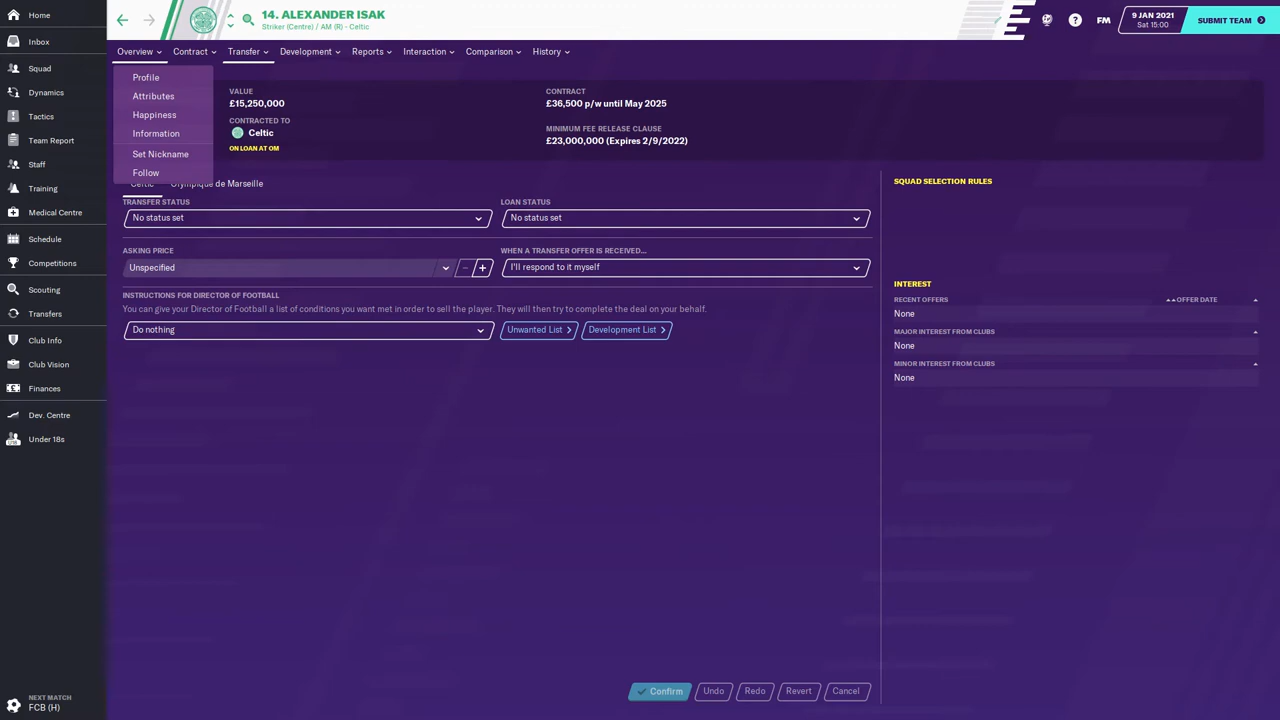 14. ALEXANDER ISAK
Striker (Centre) / AM (R) - Celtic
FM
9 JAN 2021
Sat 15:00
SUBMIT TEAM
Home
Inbox
Squad
Dynamics
Tactics
Team Report
Staff
Training
Medical Centre
Schedule
Competitions
Scouting
Transfers
Club Info
Club Vision
Finances
Dev. Centre
Under 18s
NEXT MATCH
FCB (H)
Overview Contract Transfer Development Reports Interaction Comparison History
Profile
Attributes
Happiness
Information
Set Nickname
Follow
VALUE
£15,250,000
CONTRACTED TO
Celtic
ON LOAN AT OM
CONTRACT
£36,500 p/w until May 2025
MINIMUM FEE RELEASE CLAUSE
£23,000,000 (Expires 2/9/2022)
Celtic Olympique de Marseille
TRANSFER STATUS
No status set
LOAN STATUS
No status set
ASKING PRICE
Unspecified
WHEN A TRANSFER OFFER IS RECEIVED...
I'll respond to it myself
INSTRUCTIONS FOR DIRECTOR OF FOOTBALL
You can give your Director of Football a list of conditions you want met in order to sell the player. They will then try to complete the deal on your behalf.
Do nothing
Unwanted List
Development List
SQUAD SELECTION RULES
INTEREST
RECENT OFFERS OFFER DATE
None
MAJOR INTEREST FROM CLUBS
None
MINOR INTEREST FROM CLUBS
None
Confirm Undo Redo Revert Cancel